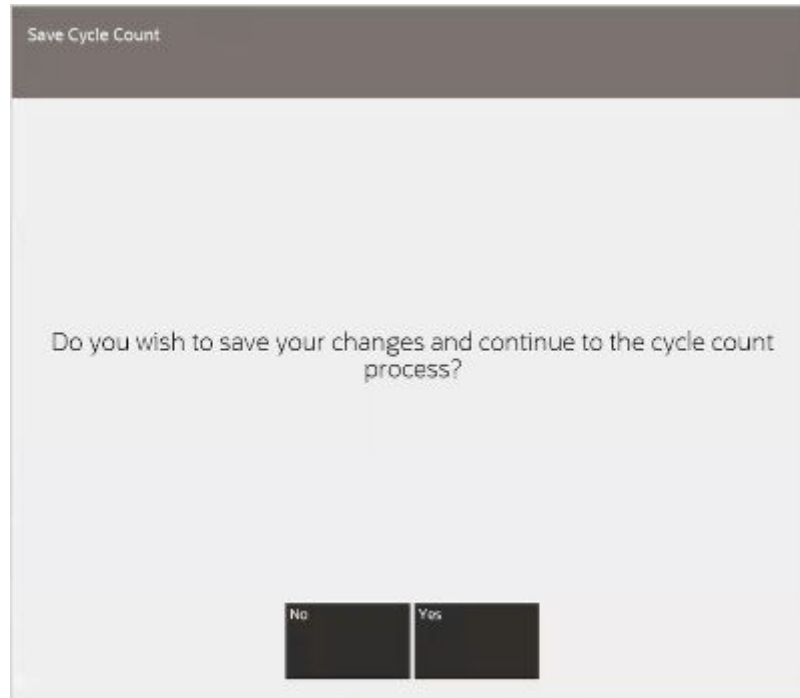 Save Cycle Count
Do you wish to save your changes and continue to the cycle count
process?
No
Yes